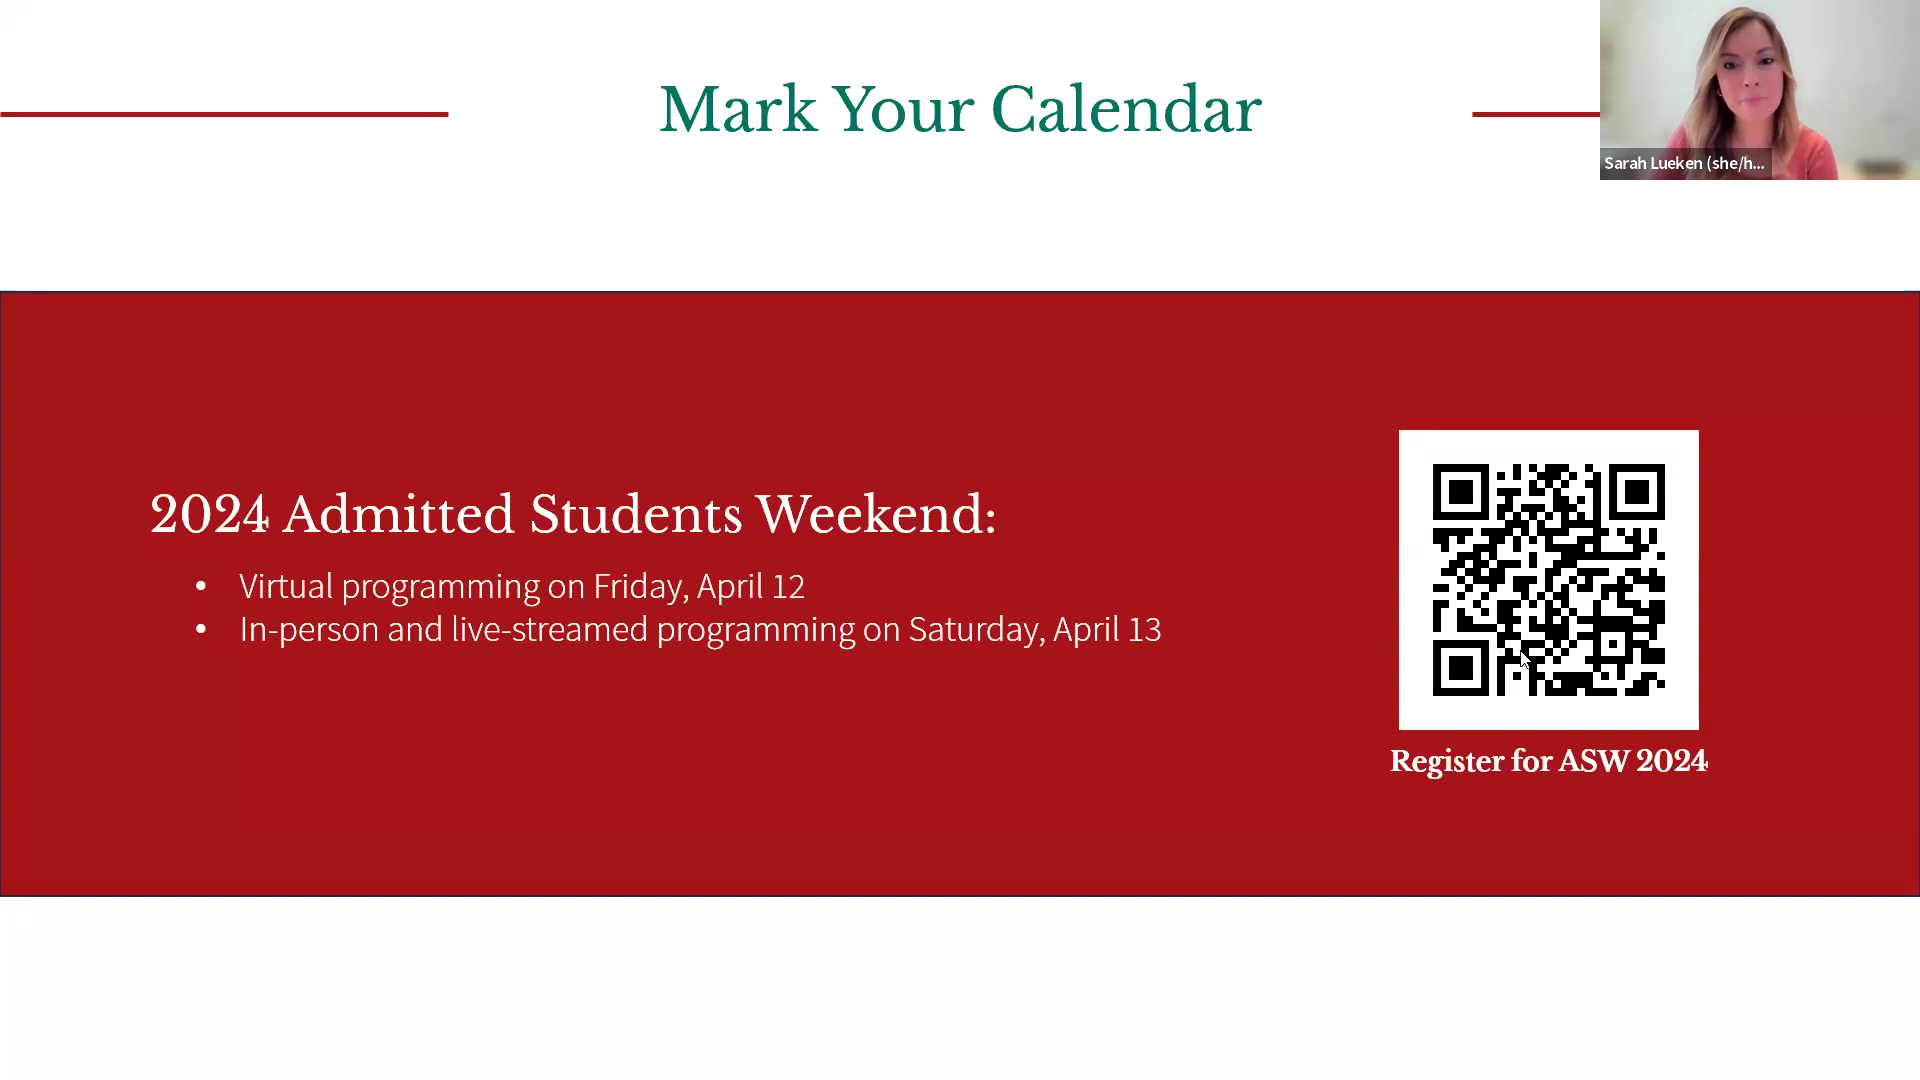 Mark Your Calendar
Sarah Lueken (she/h...
2024 Admitted Students Weekend:
• Virtual programming on Friday, April 12
• In-person and live-streamed programming on Saturday, April 13
Register for ASW 2024